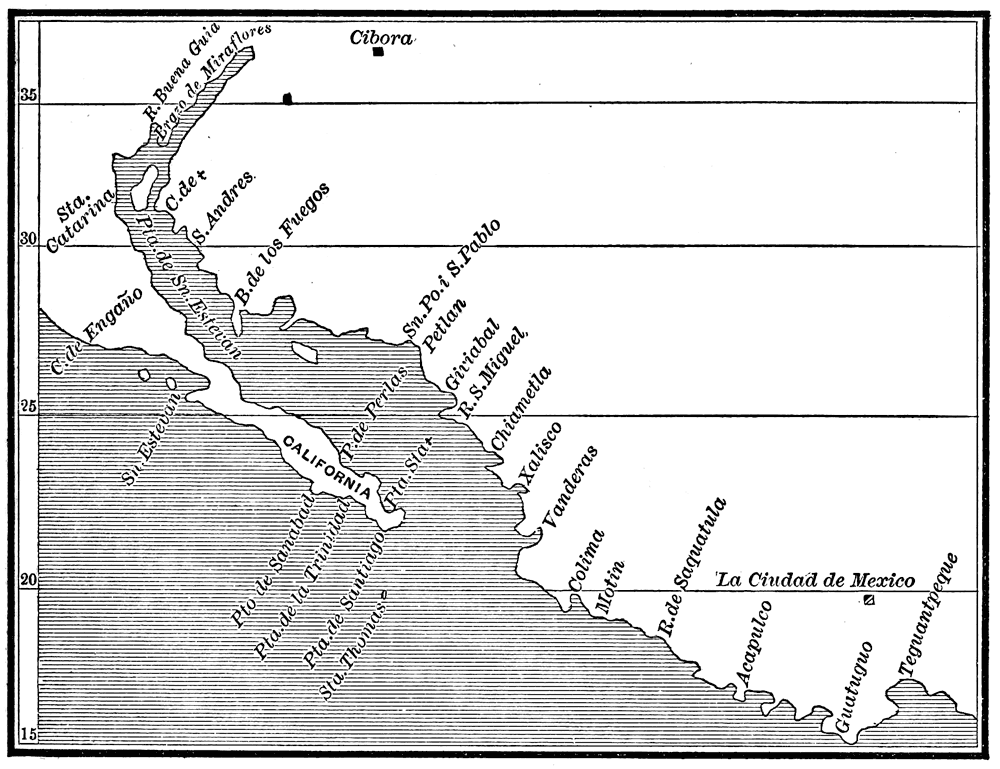 Cibora
R. Buena Guia
Brazo de Miraflores
35
Sta.
Catarina
C. de +
S. Andres.
B. de los Fuegos
30
Pta. de Sn. Estevan
Sn. Po. i S. Pablo
Petlan
C. de Engaño
Giviabal
R. S. Miguel,
Chiametla
25
Sn. Estevan
P. de Perlas
CALIFORNIA
Pta. Sta +
Xalisco
Vanderas
Pto de Sanabad
Pta. de la Trinidad
Pta. de Santiago
Sta. Thomas
20
Colima
Motin
R. de Saquatula
La Ciudad de Mexico
Acapulco
Guatuguo
Teguantpeque
15